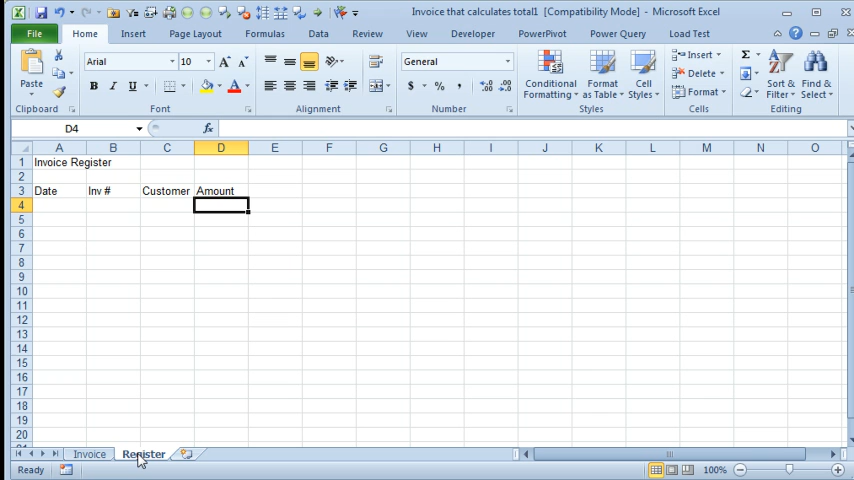 Invoice that calculates total1 [Compatibility Mode] - Microsoft Excel
File Home Insert Page Layout Formulas Data Review View Developer PowerPivot Power Query Load Test
Paste
Clipboard
Arial 10
B I U
Font
Alignment
General
$ % ,
Number
Conditional Formatting
Format as Table
Cell Styles
Styles
Insert
Delete
Format
Cells
Σ
Sort & Filter
Find & Select
Editing
D4 fx
A B C D E F G H I J K L M N O
1 Invoice Register
2
3 Date Inv # Customer Amount
4
5
6
7
8
9
10
11
12
13
14
15
16
17
18
19
20
Invoice Register
Ready 100%